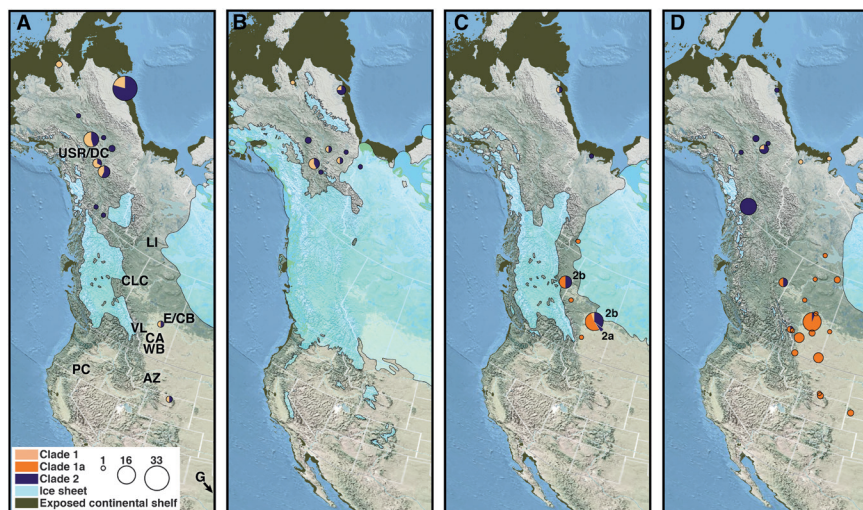 A
B
C
D
USR/DC
LI
CLC
E/CB
VL
CA
WB
PC
AZ
G
2b
2b
2a
Clade 1
Clade 1a
Clade 2
Ice sheet
Exposed continental shelf
1 16 33